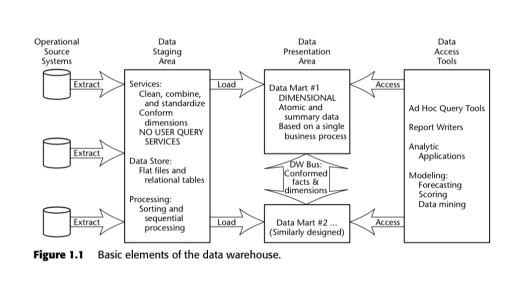 Operational
Source
Systems
Data
Staging
Area
Data
Presentation
Area
Data
Access
Tools
Extract
Extract
Extract
Services:
Clean, combine,
and standardize
Conform
dimensions
NO USER QUERY
SERVICES
Data Store:
Flat files and
relational tables
Processing:
Sorting and
sequential
processing
Load
Load
Data Mart #1
DIMENSIONAL
Atomic and
summary data
Based on a single
business process
DW Bus:
Conformed
facts &
dimensions
Data Mart #2 ...
(Similarly designed)
Access
Access
Ad Hoc Query Tools
Report Writers
Analytic
Applications
Modeling:
Forecasting
Scoring
Data mining
Figure 1.1 Basic elements of the data warehouse.